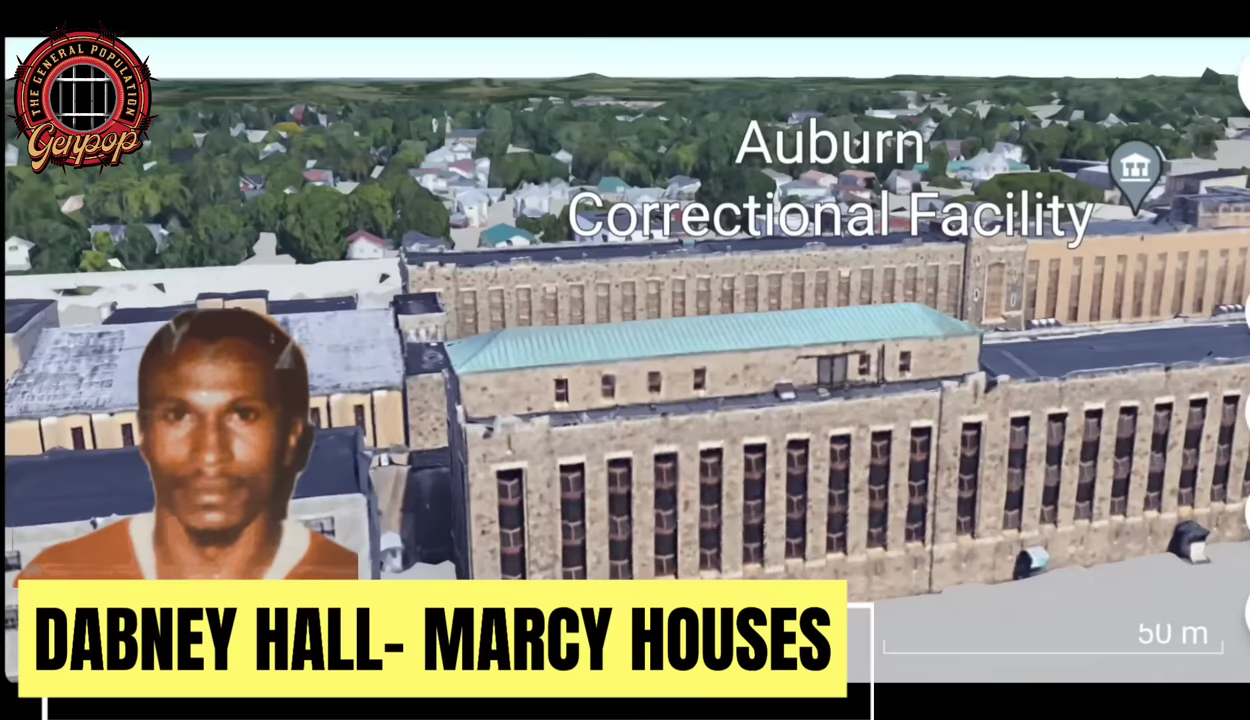 THE GENERAL POPULATION
Genpop
Auburn
Correctional Facility
DABNEY HALL- MARCY HOUSES
50 m